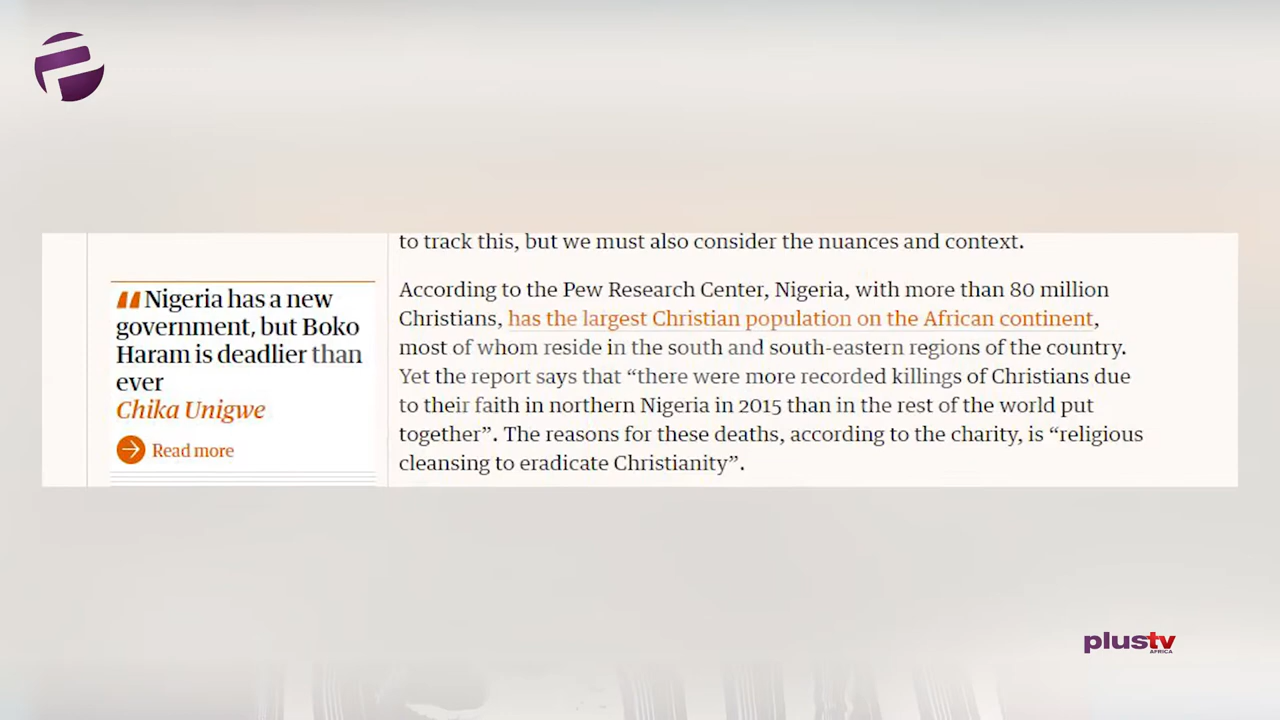 to track this, but we must also consider the nuances and context.
Nigeria has a new
government, but Boko
Haram is deadlier than
ever
Chika Unigwe
Read more
According to the Pew Research Center, Nigeria, with more than 80 million
Christians, has the largest Christian population on the African continent,
most of whom reside in the south and south-eastern regions of the country.
Yet the report says that “there were more recorded killings of Christians due
to their faith in northern Nigeria in 2015 than in the rest of the world put
together”. The reasons for these deaths, according to the charity, is “religious
cleansing to eradicate Christianity”.
plustv
AFRICA